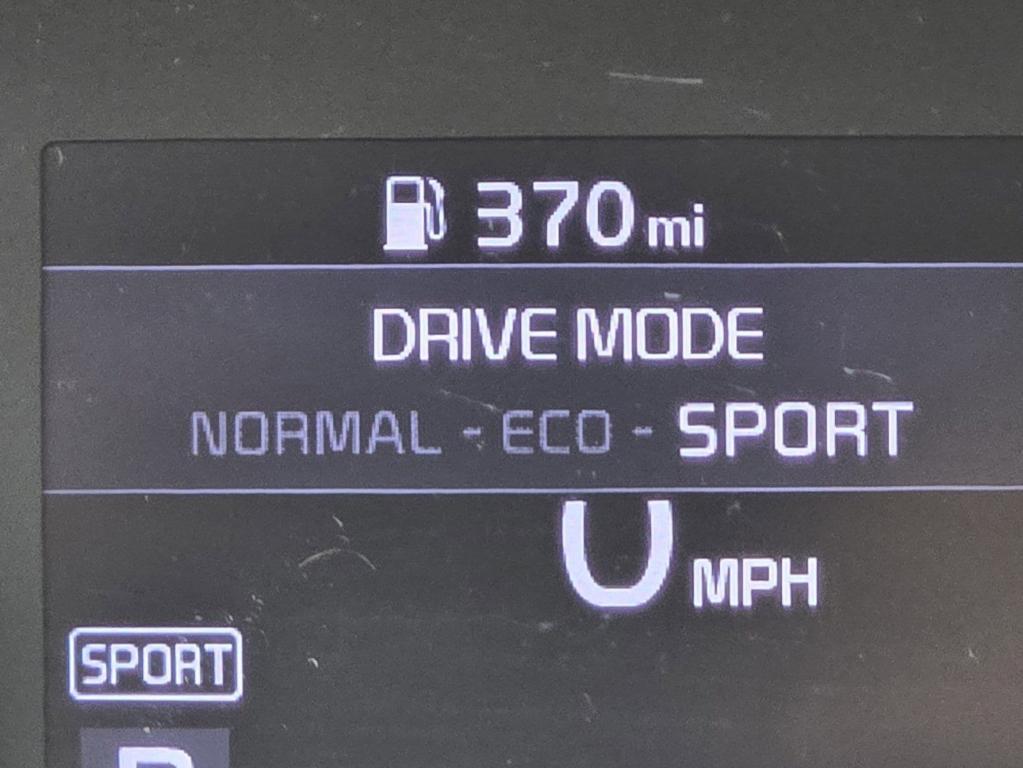 370 mi
DRIVE MODE
NORMAL - ECO - SPORT
0 MPH
SPORT